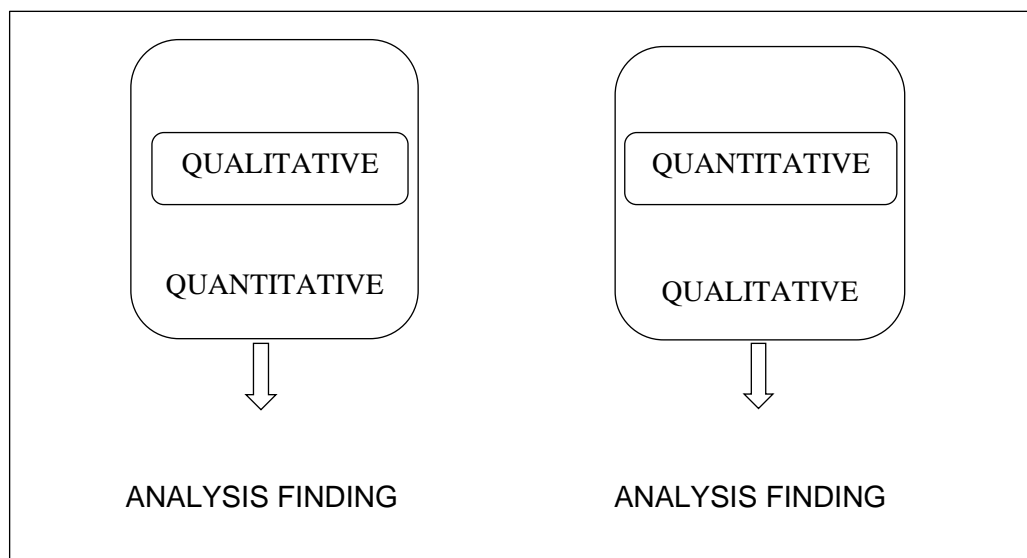 QUALITATIVE
QUANTITATIVE
ANALYSIS FINDING
QUANTITATIVE
QUALITATIVE
ANALYSIS FINDING